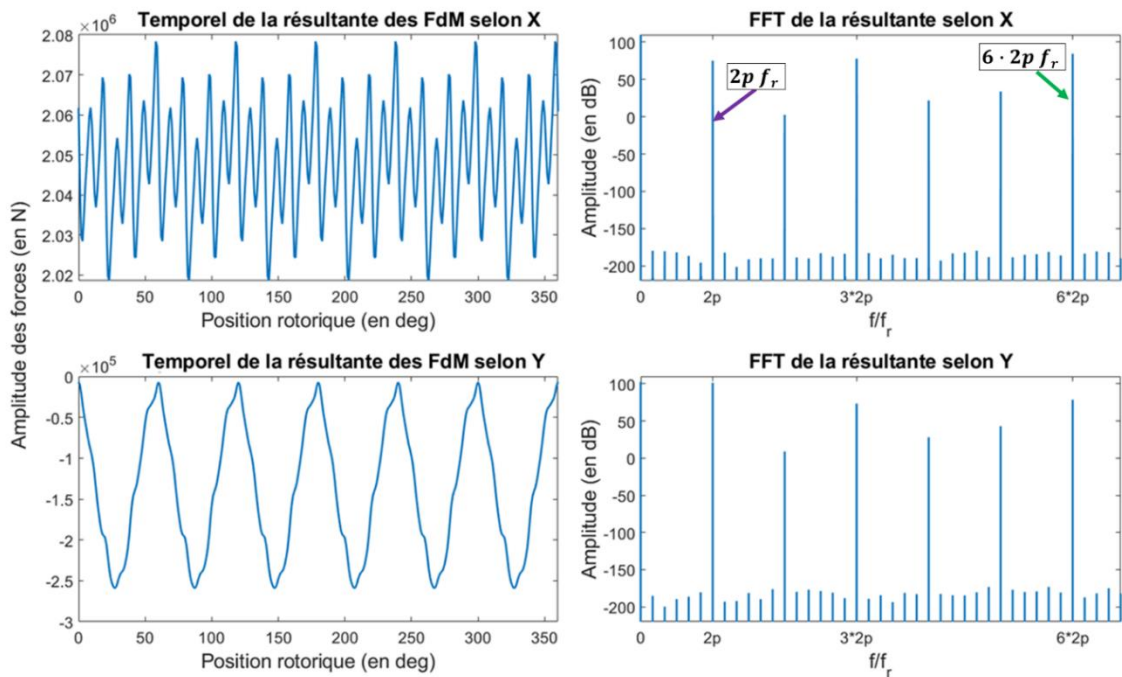 Temporel de la résultante des FdM selon X
×10⁶
2.08
2.07
2.06
2.05
2.04
2.03
2.02
0 50 100 150 200 250 300 350
Position rotorique (en deg)
FFT de la résultante selon X
Amplitude (en dB)
100
50
0
-50
-100
-150
-200
2p fᵣ
6 · 2p fᵣ
0 2p 3*2p 6*2p
f/fᵣ
Amplitude des forces (en N)
Temporel de la résultante des FdM selon Y
×10⁵
0
-0.5
-1
-1.5
-2
-2.5
-3
0 50 100 150 200 250 300 350
Position rotorique (en deg)
FFT de la résultante selon Y
Amplitude (en dB)
100
50
0
-50
-100
-150
-200
0 2p 3*2p 6*2p
f/fᵣ